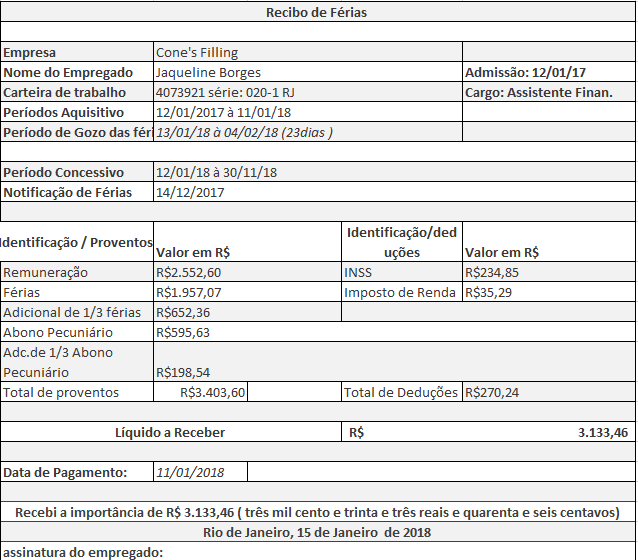 Recibo de Férias
Empresa Cone's Filling
Nome do Empregado Jaqueline Borges Admissão: 12/01/17
Carteira de trabalho 4073921 série: 020-1 RJ Cargo: Assistente Finan.
Períodos Aquisitivo 12/01/2017 à 11/01/18
Período de Gozo das féri 13/01/18 à 04/02/18 (23dias )
Período Concessivo 12/01/18 à 30/11/18
Notificação de Férias 14/12/2017
Identificação / Proventos Valor em R$ Identificação/ded
uções Valor em R$
Remuneração R$2.552,60 INSS R$234,85
Férias R$1.957,07 Imposto de Renda R$35,29
Adicional de 1/3 férias R$652,36
Abono Pecuniário R$595,63
Adc.de 1/3 Abono
Pecuniário R$198,54
Total de proventos R$3.403,60 Total de Deduções R$270,24
Líquido a Receber R$ 3.133,46
Data de Pagamento: 11/01/2018
Recebi a importância de R$ 3.133,46 ( três mil cento e trinta e três reais e quarenta e seis centavos)
Rio de Janeiro, 15 de Janeiro de 2018
assinatura do empregado: